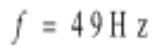 f = 49Hz